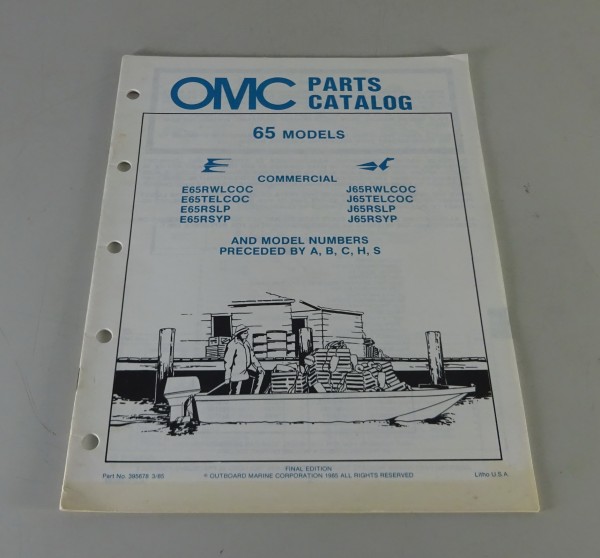 OMC PARTS CATALOG
65 MODELS
COMMERCIAL
E65RWLCOC J65RWLCOC
E65TELCOC J65TELCOC
E65RSLP J65RSLP
E65RSYP J65RSYP
AND MODEL NUMBERS
PRECEDED BY A, B, C, H, S
FINAL EDITION
Part No. 395678 3/85 © OUTBOARD MARINE CORPORATION 1985 ALL RIGHTS RESERVED Litho U.S.A.